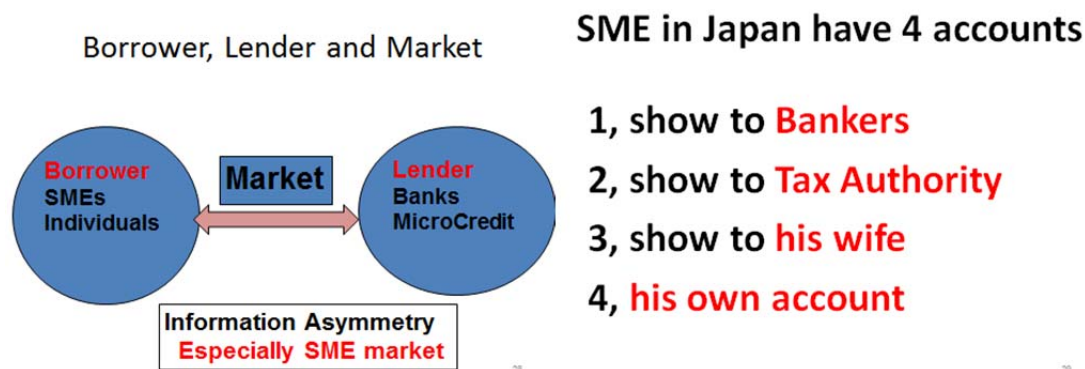 Borrower, Lender and Market
Borrower
SMEs
Individuals
Market
Lender
Banks
MicroCredit
Information Asymmetry
Especially SME market
SME in Japan have 4 accounts
1, show to Bankers
2, show to Tax Authority
3, show to his wife
4, his own account